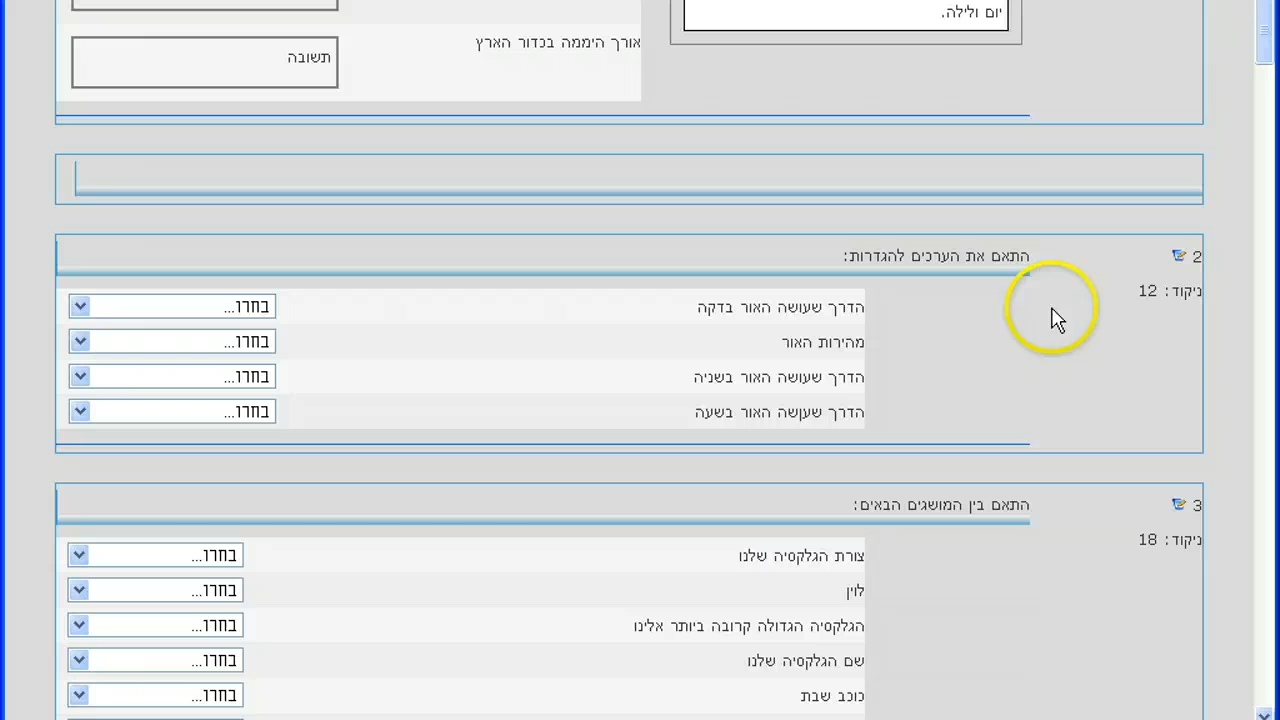 יום ולילה.
אורך היממה בכדור הארץ
תשובה
2
התאם את הערכים להגדרות:
ניקוד: 12
הדרך שעושה האור בדקה
בחרו...
מהירות האור
בחרו...
הדרך שעושה האור בשניה
בחרו...
הדרך שעןשה האור בשעה
בחרו...
3
התאם בין המושגים הבאים:
ניקוד: 18
צורת הגלקסיה שלנו
בחרו...
לוין
בחרו...
הגלקסיה הגדולה קרובה ביותר אלינו
בחרו...
שם הגלקסיה שלנו
בחרו...
כוכב שבת
בחרו...